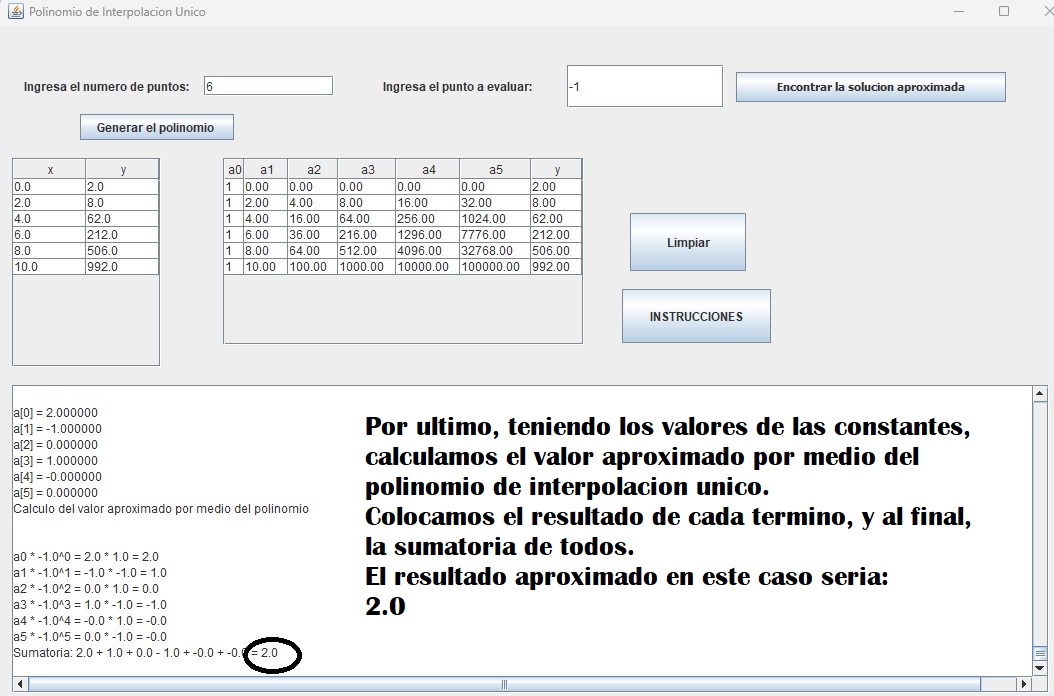 Polinomio de Interpolacion Unico
Ingresa el numero de puntos: 6 Ingresa el punto a evaluar: -1 Encontrar la solucion aproximada
Generar el polinomio
x y
0.0 2.0
2.0 8.0
4.0 62.0
6.0 212.0
8.0 506.0
10.0 992.0
a0 a1 a2 a3 a4 a5 y
1 0.00 0.00 0.00 0.00 0.00 2.00
1 2.00 4.00 8.00 16.00 32.00 8.00
1 4.00 16.00 64.00 256.00 1024.00 62.00
1 6.00 36.00 216.00 1296.00 7776.00 212.00
1 8.00 64.00 512.00 4096.00 32768.00 506.00
1 10.00 100.00 1000.00 10000.00 100000.00 992.00
Limpiar
INSTRUCCIONES
a[0] = 2.000000
a[1] = -1.000000
a[2] = 0.000000
a[3] = 1.000000
a[4] = -0.000000
a[5] = 0.000000
Calculo del valor aproximado por medio del polinomio
a0 * -1.0^0 = 2.0 * 1.0 = 2.0
a1 * -1.0^1 = -1.0 * -1.0 = 1.0
a2 * -1.0^2 = 0.0 * 1.0 = 0.0
a3 * -1.0^3 = 1.0 * -1.0 = -1.0
a4 * -1.0^4 = -0.0 * 1.0 = -0.0
a5 * -1.0^5 = 0.0 * -1.0 = -0.0
Sumatoria: 2.0 + 1.0 + 0.0 - 1.0 + -0.0 + -0.0 = 2.0
Por ultimo, teniendo los valores de las constantes,
calculamos el valor aproximado por medio del
polinomio de interpolacion unico.
Colocamos el resultado de cada termino, y al final,
la sumatoria de todos.
El resultado aproximado en este caso seria:
2.0